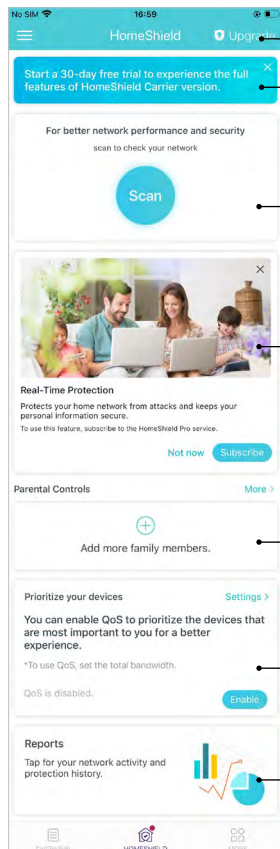 No SIM 16:59
HomeShield Upgrade
Start a 30-day free trial to experience the full
features of HomeShield Carrier version.
For better network performance and security
scan to check your network
Scan
Real-Time Protection
Protects your home network from attacks and keeps your
personal information secure.
To use this feature, subscribe to the HomeShield Pro service.
Not now Subscribe
Parental Controls More >
Add more family members.
Prioritize your devices Settings >
You can enable QoS to prioritize the devices that
are most important to you for a better
experience.
*To use QoS, set the total bandwidth.
QoS is disabled. Enable
Reports
Tap for your network activity and
protection history.
HOMESHIELD MORE